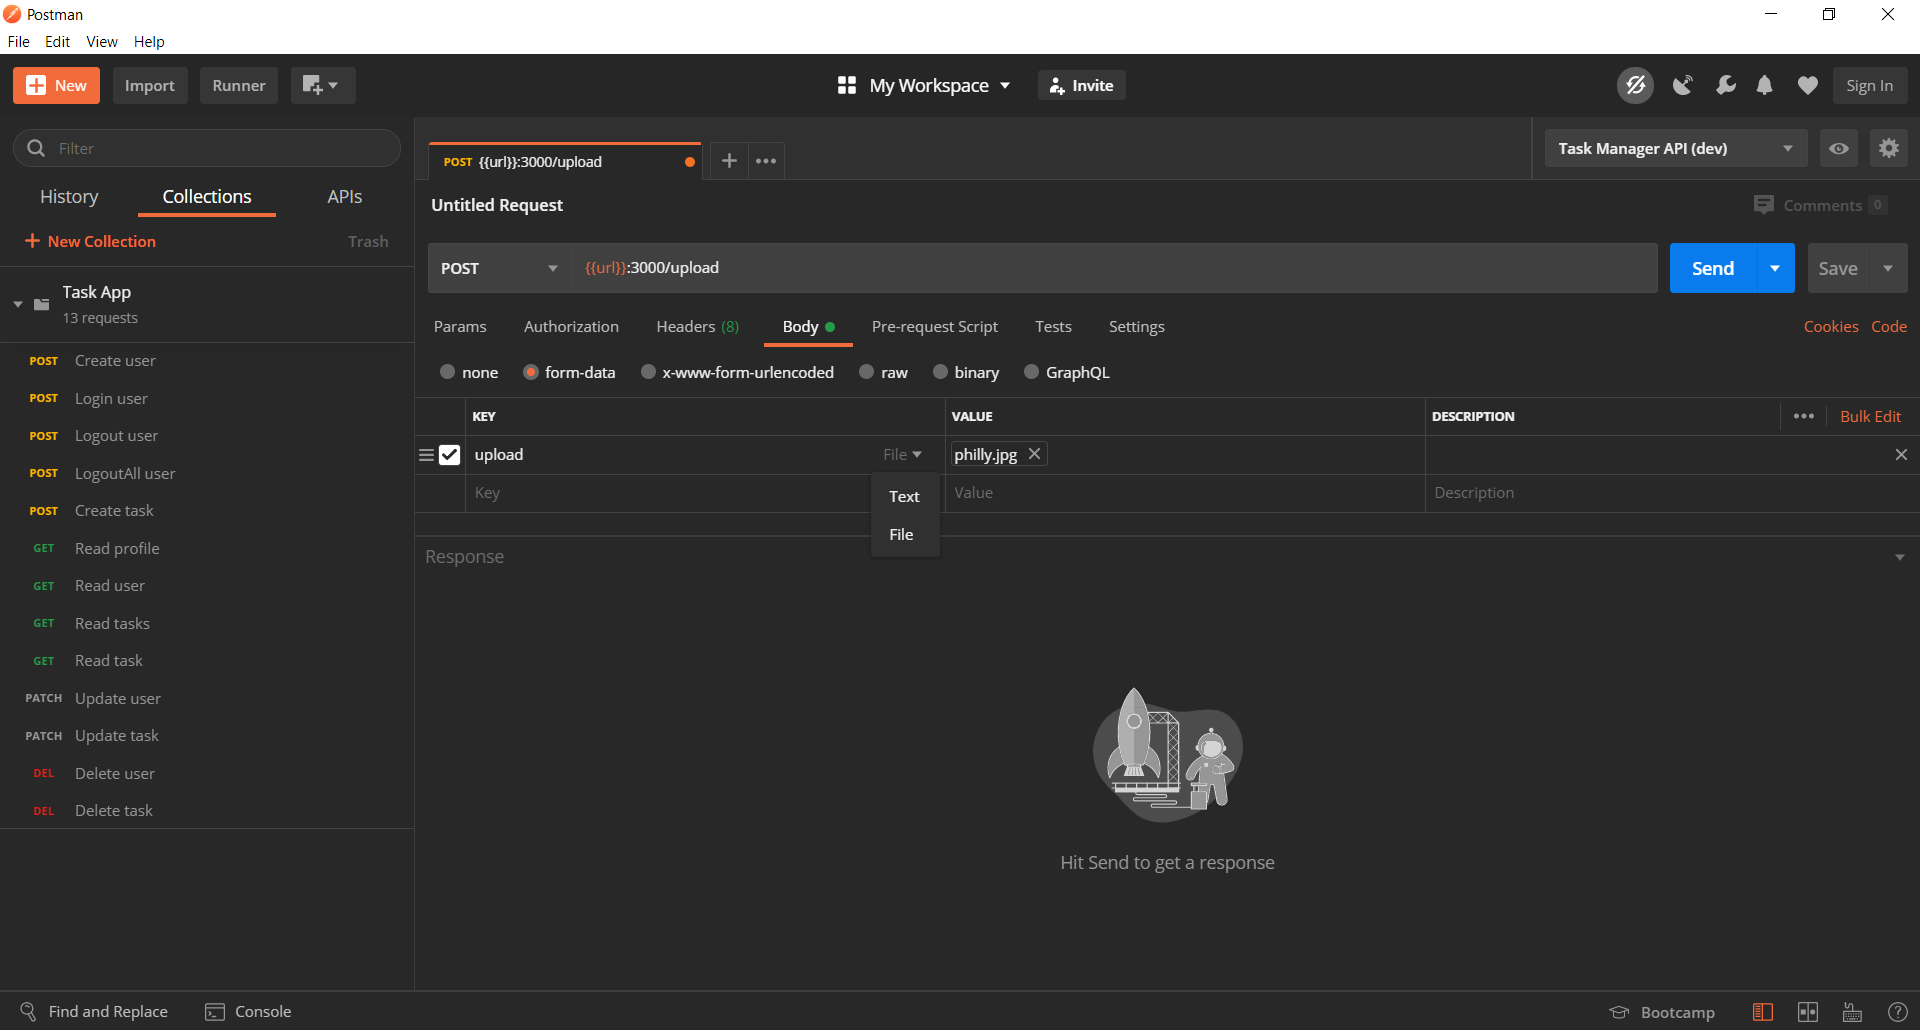 Postman
File Edit View Help
New Import Runner My Workspace Invite Sign In
Filter
POST {{url}}:3000/upload
Task Manager API (dev)
History Collections APIs
Untitled Request
Comments 0
New Collection Trash
POST {{url}}:3000/upload Send Save
Task App
13 requests
Params Authorization Headers (8) Body Pre-request Script Tests Settings Cookies Code
none form-data x-www-form-urlencoded raw binary GraphQL
KEY VALUE DESCRIPTION Bulk Edit
upload File philly.jpg
Key Value Description
Text
File
Response
POST Create user
POST Login user
POST Logout user
POST LogoutAll user
POST Create task
GET Read profile
GET Read user
GET Read tasks
GET Read task
PATCH Update user
PATCH Update task
DEL Delete user
DEL Delete task
Hit Send to get a response
Find and Replace Console Bootcamp